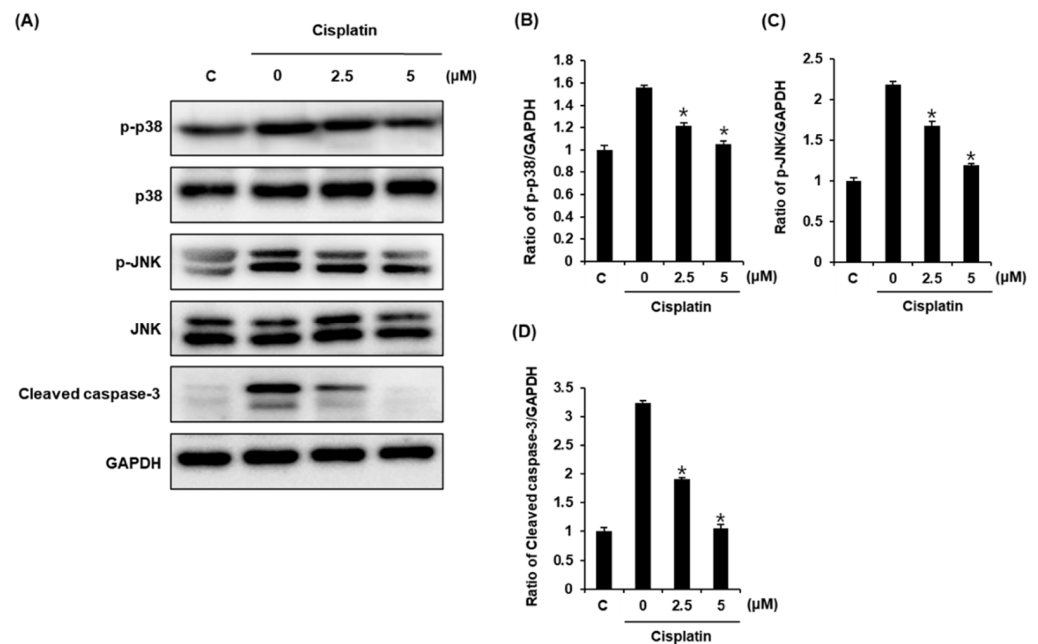 (A)
Cisplatin
C 0 2.5 5 (μM)
p-p38
p38
p-JNK
JNK
Cleaved caspase-3
GAPDH
(B)
Ratio of p-p38/GAPDH
1.8
1.6
1.4
1.2
1
0.8
0.6
0.4
0.2
0
* *
C 0 2.5 5 (μM)
Cisplatin
(C)
Ratio of p-JNK/GAPDH
2.5
2
1.5
1
0.5
0
* *
C 0 2.5 5 (μM)
Cisplatin
(D)
Ratio of Cleaved caspase-3/GAPDH
3.5
3
2.5
2
1.5
1
0.5
0
* *
C 0 2.5 5 (μM)
Cisplatin